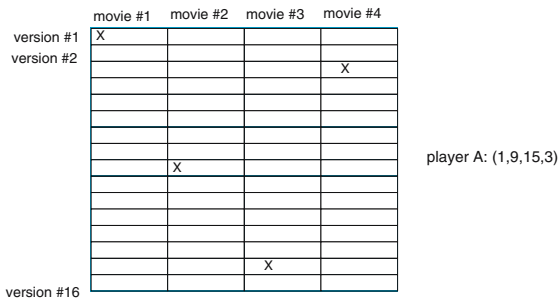 movie #1 movie #2 movie #3 movie #4
version #1 X
version #2
X
player A: (1,9,15,3)
X
X
version #16